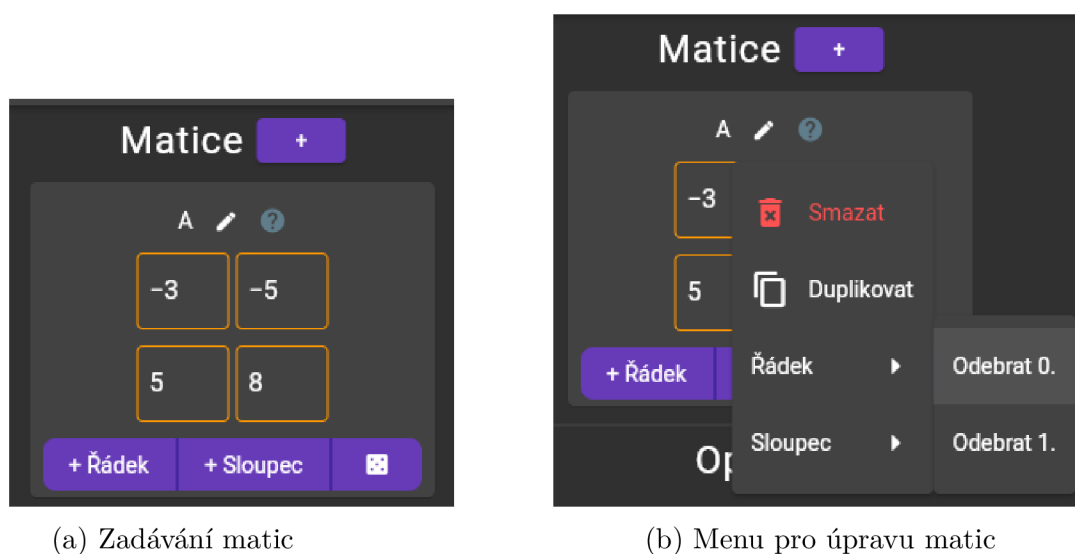 Matice +
A
−3 −5
5 8
+ Řádek + Sloupec
(a) Zadávání matic
Matice +
A
−3
5
Smazat
Duplikovat
+ Řádek
Řádek
Odebrat 0.
Op
Sloupec
Odebrat 1.
(b) Menu pro úpravu matic